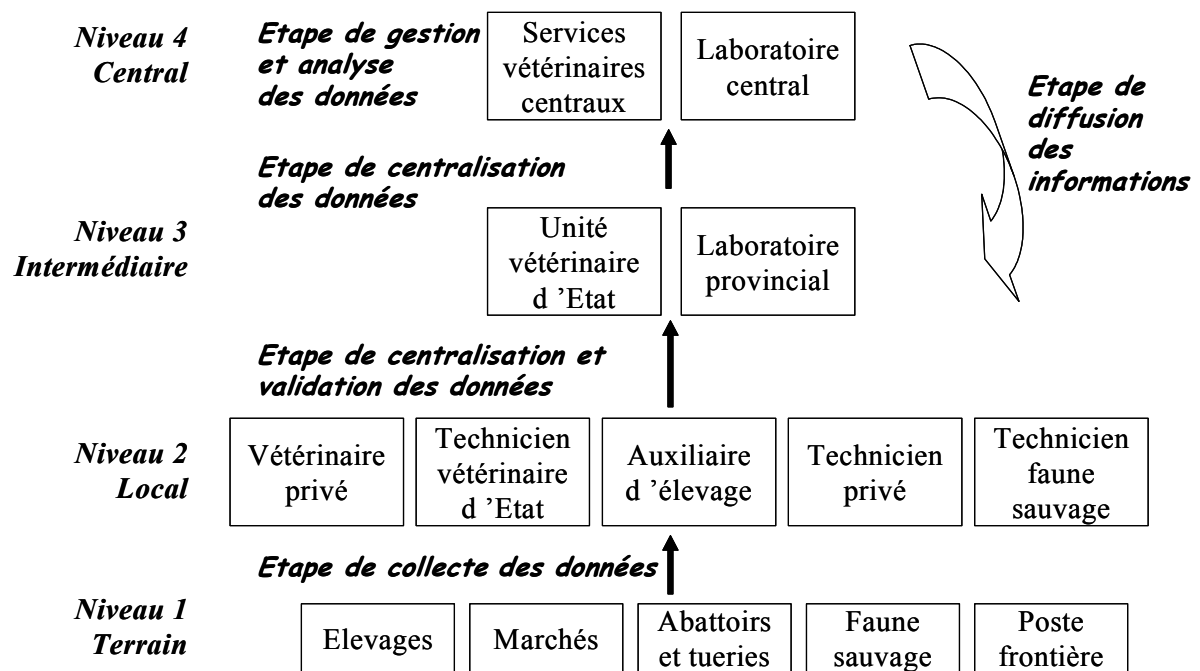 Niveau 4
Central
Etape de gestion
et analyse
des données
Services
vétérinaires
centraux
Laboratoire
central
Etape de
diffusion
des
informations
Etape de centralisation
des données
Niveau 3
Intermédiaire
Unité
vétérinaire
d ’Etat
Laboratoire
provincial
Etape de centralisation et
validation des données
Niveau 2
Local
Vétérinaire
privé
Technicien
vétérinaire
d ’Etat
Auxiliaire
d ’élevage
Technicien
privé
Technicien
faune
sauvage
Etape de collecte des données
Niveau 1
Terrain
Elevages
Marchés
Abattoirs
et tueries
Faune
sauvage
Poste
frontière